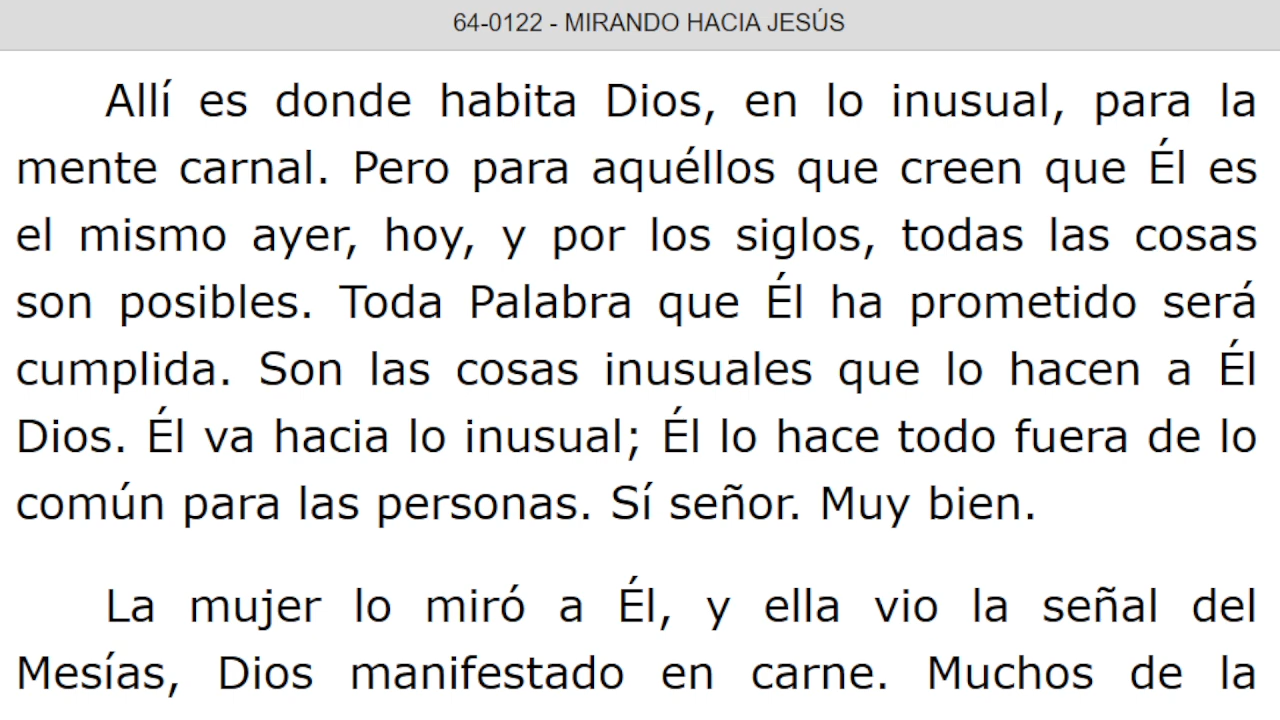 64-0122 - MIRANDO HACIA JESÚS
Allí es donde habita Dios, en lo inusual, para la
mente carnal. Pero para aquéllos que creen que Él es
el mismo ayer, hoy, y por los siglos, todas las cosas
son posibles. Toda Palabra que Él ha prometido será
cumplida. Son las cosas inusuales que lo hacen a Él
Dios. Él va hacia lo inusual; Él lo hace todo fuera de lo
común para las personas. Sí señor. Muy bien.
La mujer lo miró a Él, y ella vio la señal del
Mesías, Dios manifestado en carne. Muchos de la